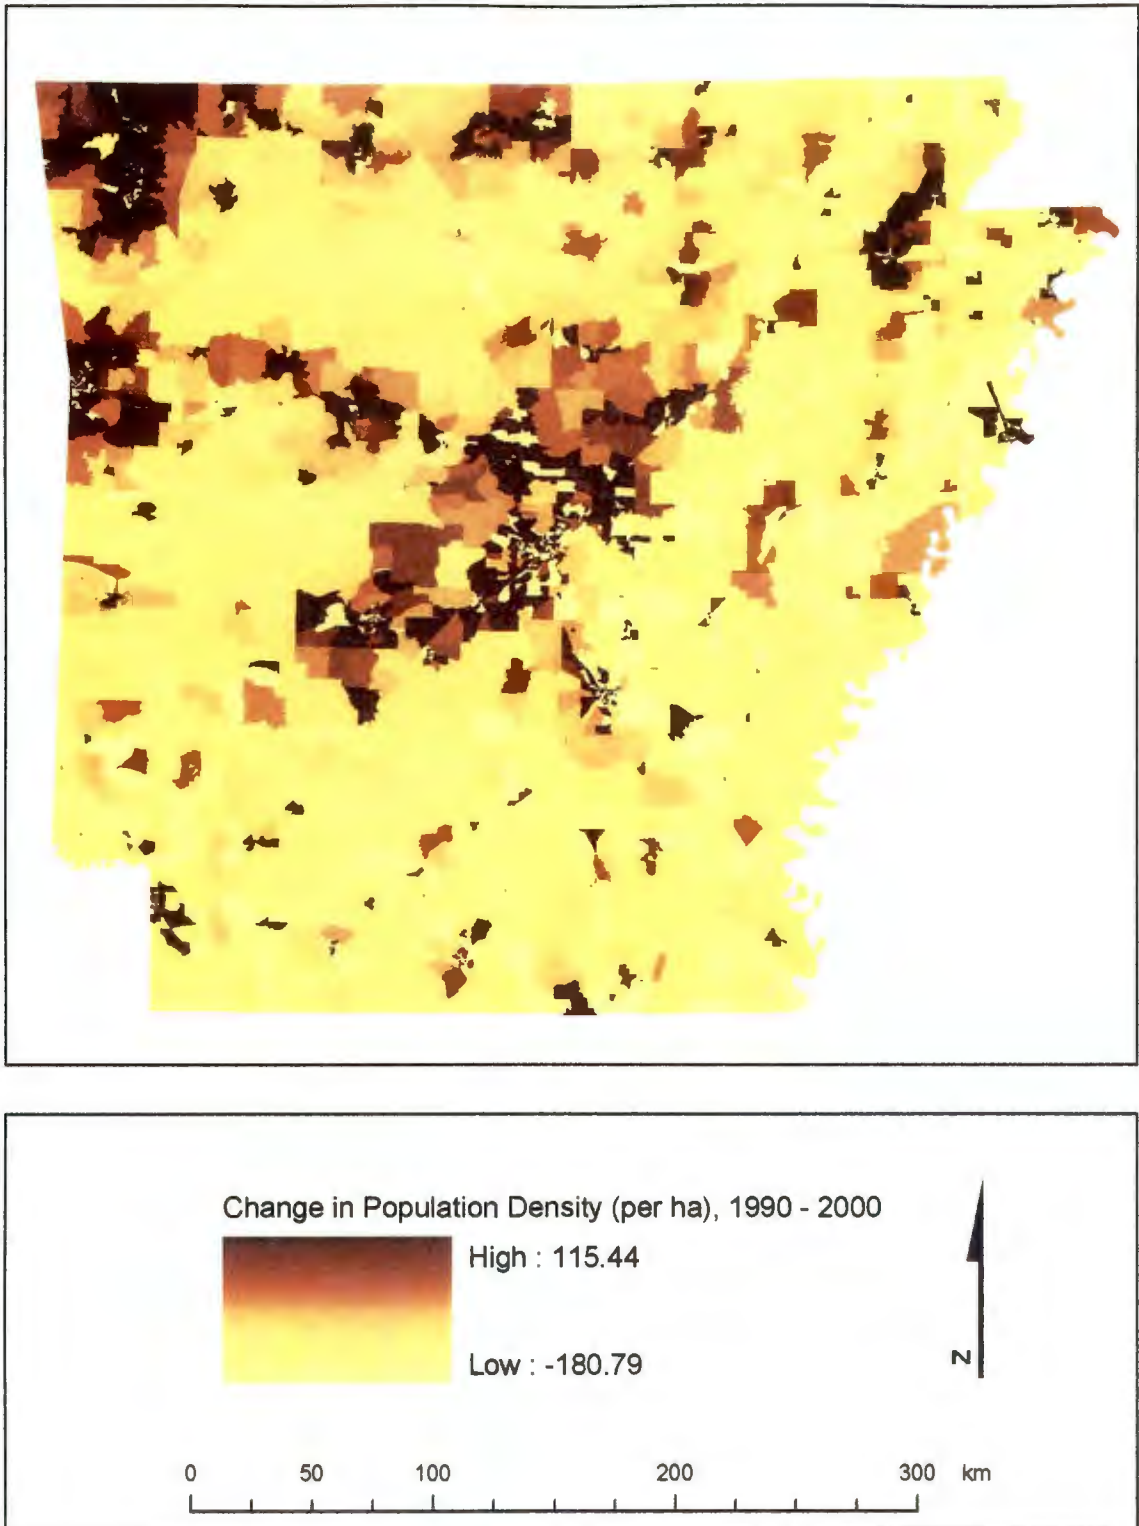 Change in Population Density (per ha), 1990 - 2000
High : 115.44
Low : -180.79
N
0 50 100 200 300 km